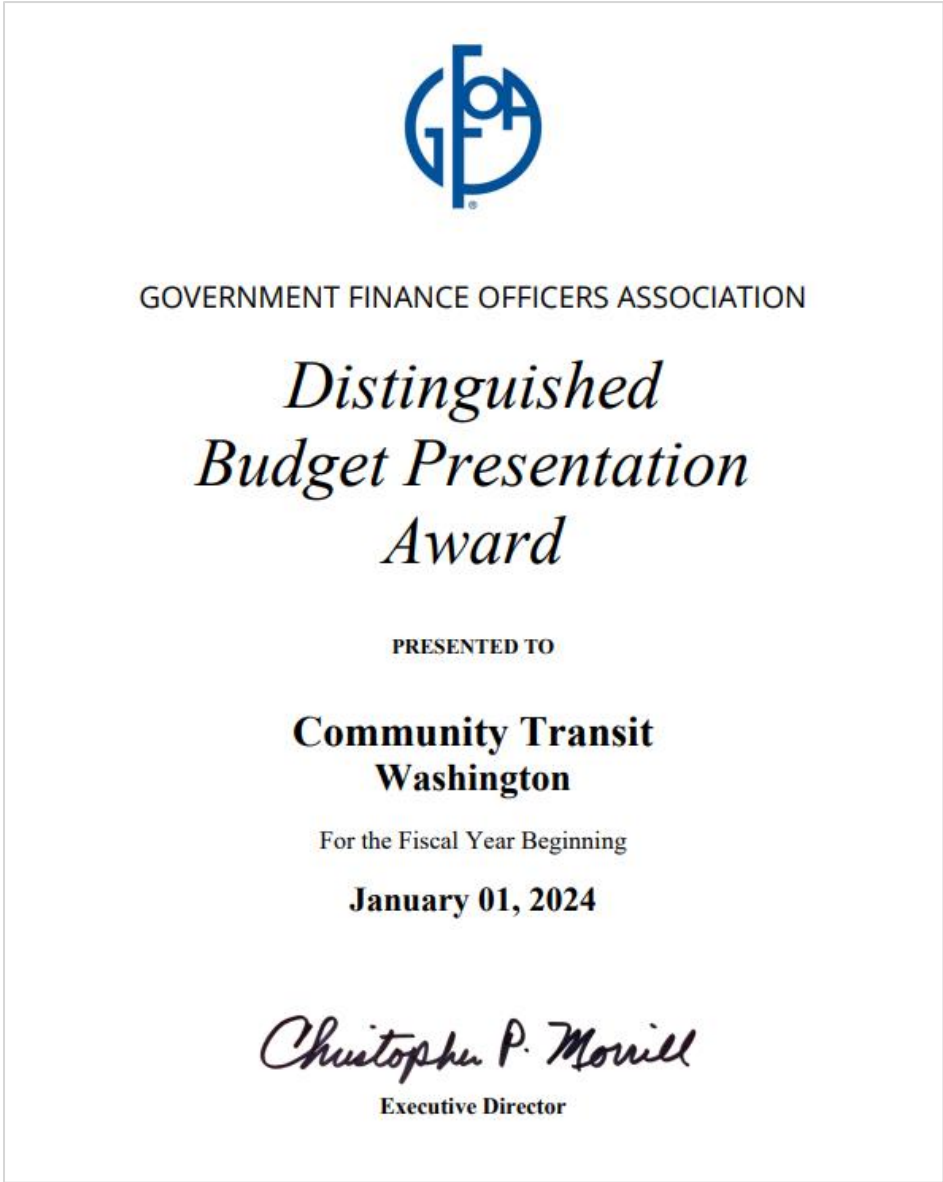 GFOA
®
GOVERNMENT FINANCE OFFICERS ASSOCIATION
Distinguished
Budget Presentation
Award
PRESENTED TO
Community Transit
Washington
For the Fiscal Year Beginning
January 01, 2024
Christopher P. Morrill
Executive Director